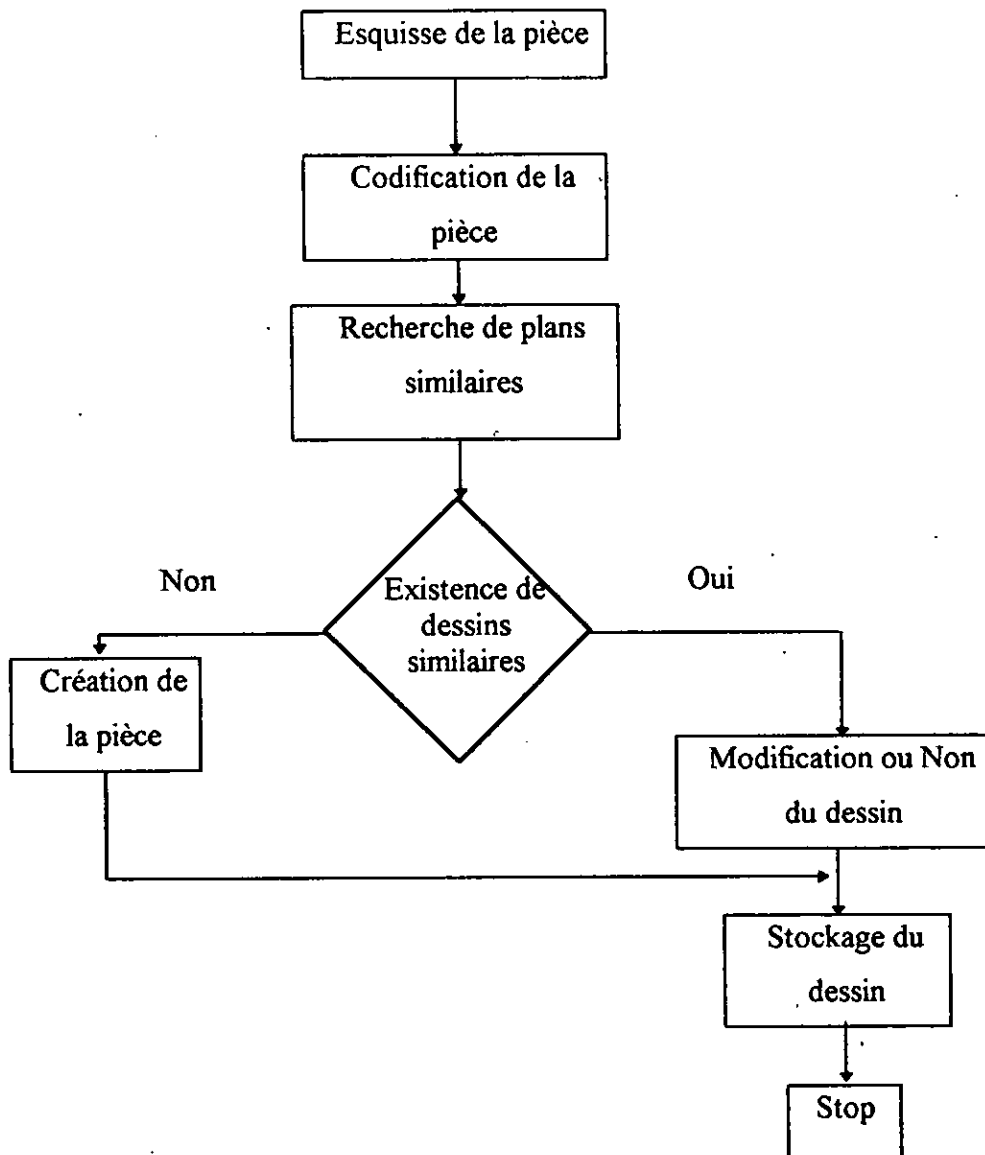 Esquisse de la pièce
Codification de la
pièce
Recherche de plans
similaires
Non
Oui
Existence de
dessins
similaires
Création de
la pièce
Modification ou Non
du dessin
Stockage du
dessin
Stop